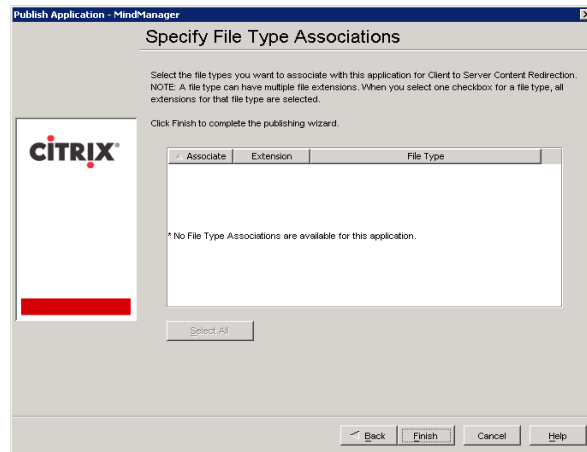 Publish Application - MindManager
Specify File Type Associations
Select the file types you want to associate with this application for Client to Server Content Redirection.
NOTE: A file type can have multiple file extensions. When you select one checkbox for a file type, all
extensions for that file type are selected.
Click Finish to complete the publishing wizard.
CITRIX®
Associate Extension File Type
* No File Type Associations are available for this application.
Select All
Back Finish Cancel Help